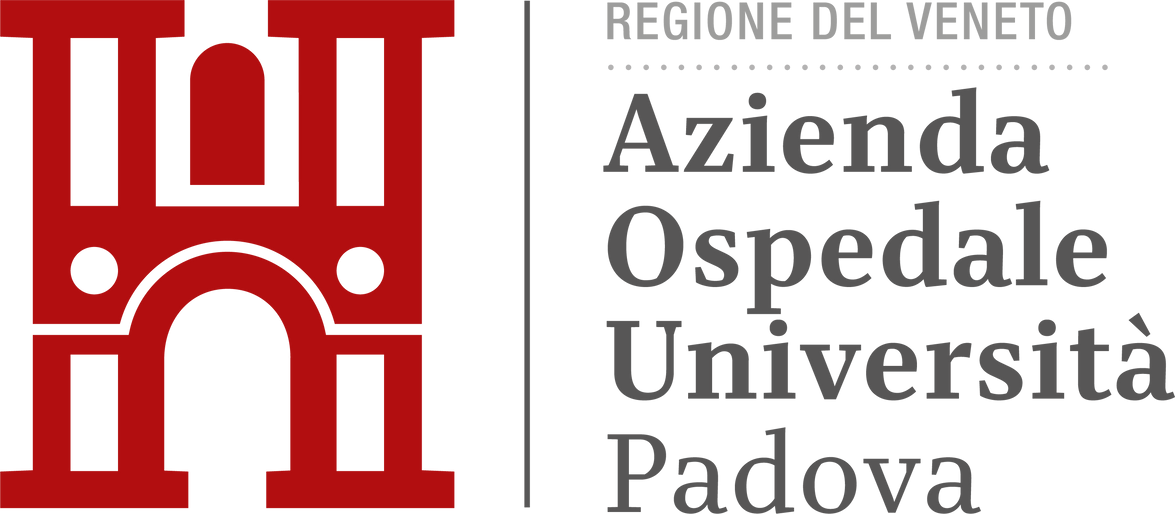 REGIONE DEL VENETO
Azienda
Ospedale
Università
Padova